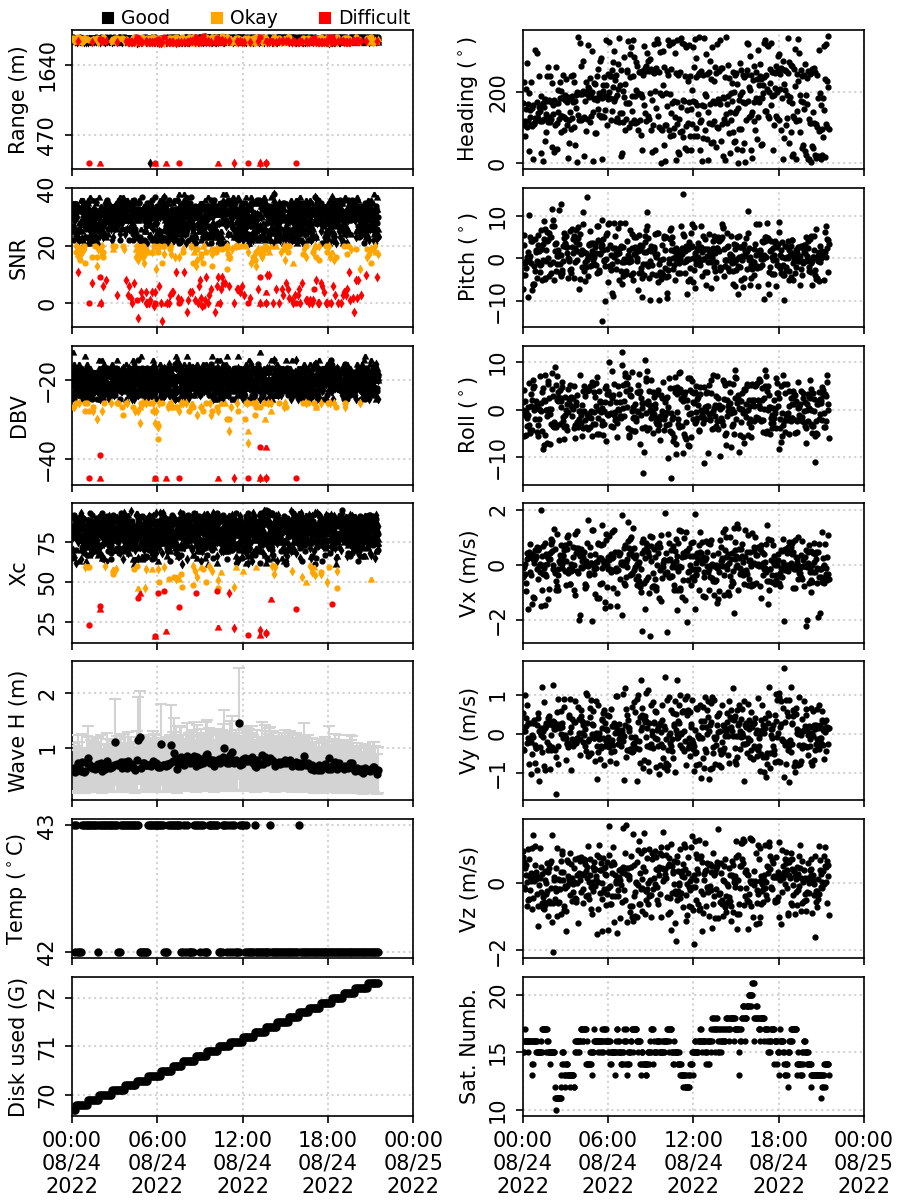 Good Okay Difficult
Range (m)
1640
470
Heading (°)
200
0
SNR
40
20
0
Pitch (°)
10
0
−10
DBV
−20
−40
Roll (°)
10
0
−10
Xc
75
50
25
Vx (m/s)
2
0
−2
Wave H (m)
2
1
Vy (m/s)
1
0
−1
Temp (°C)
43
42
Vz (m/s)
0
−2
Disk used (G)
72
71
70
Sat. Numb.
20
15
10
00:00 06:00 12:00 18:00 00:00 00:00 06:00 12:00 18:00 00:00
08/24 08/24 08/24 08/24 08/25 08/24 08/24 08/24 08/24 08/25
2022 2022 2022 2022 2022 2022 2022 2022 2022 2022